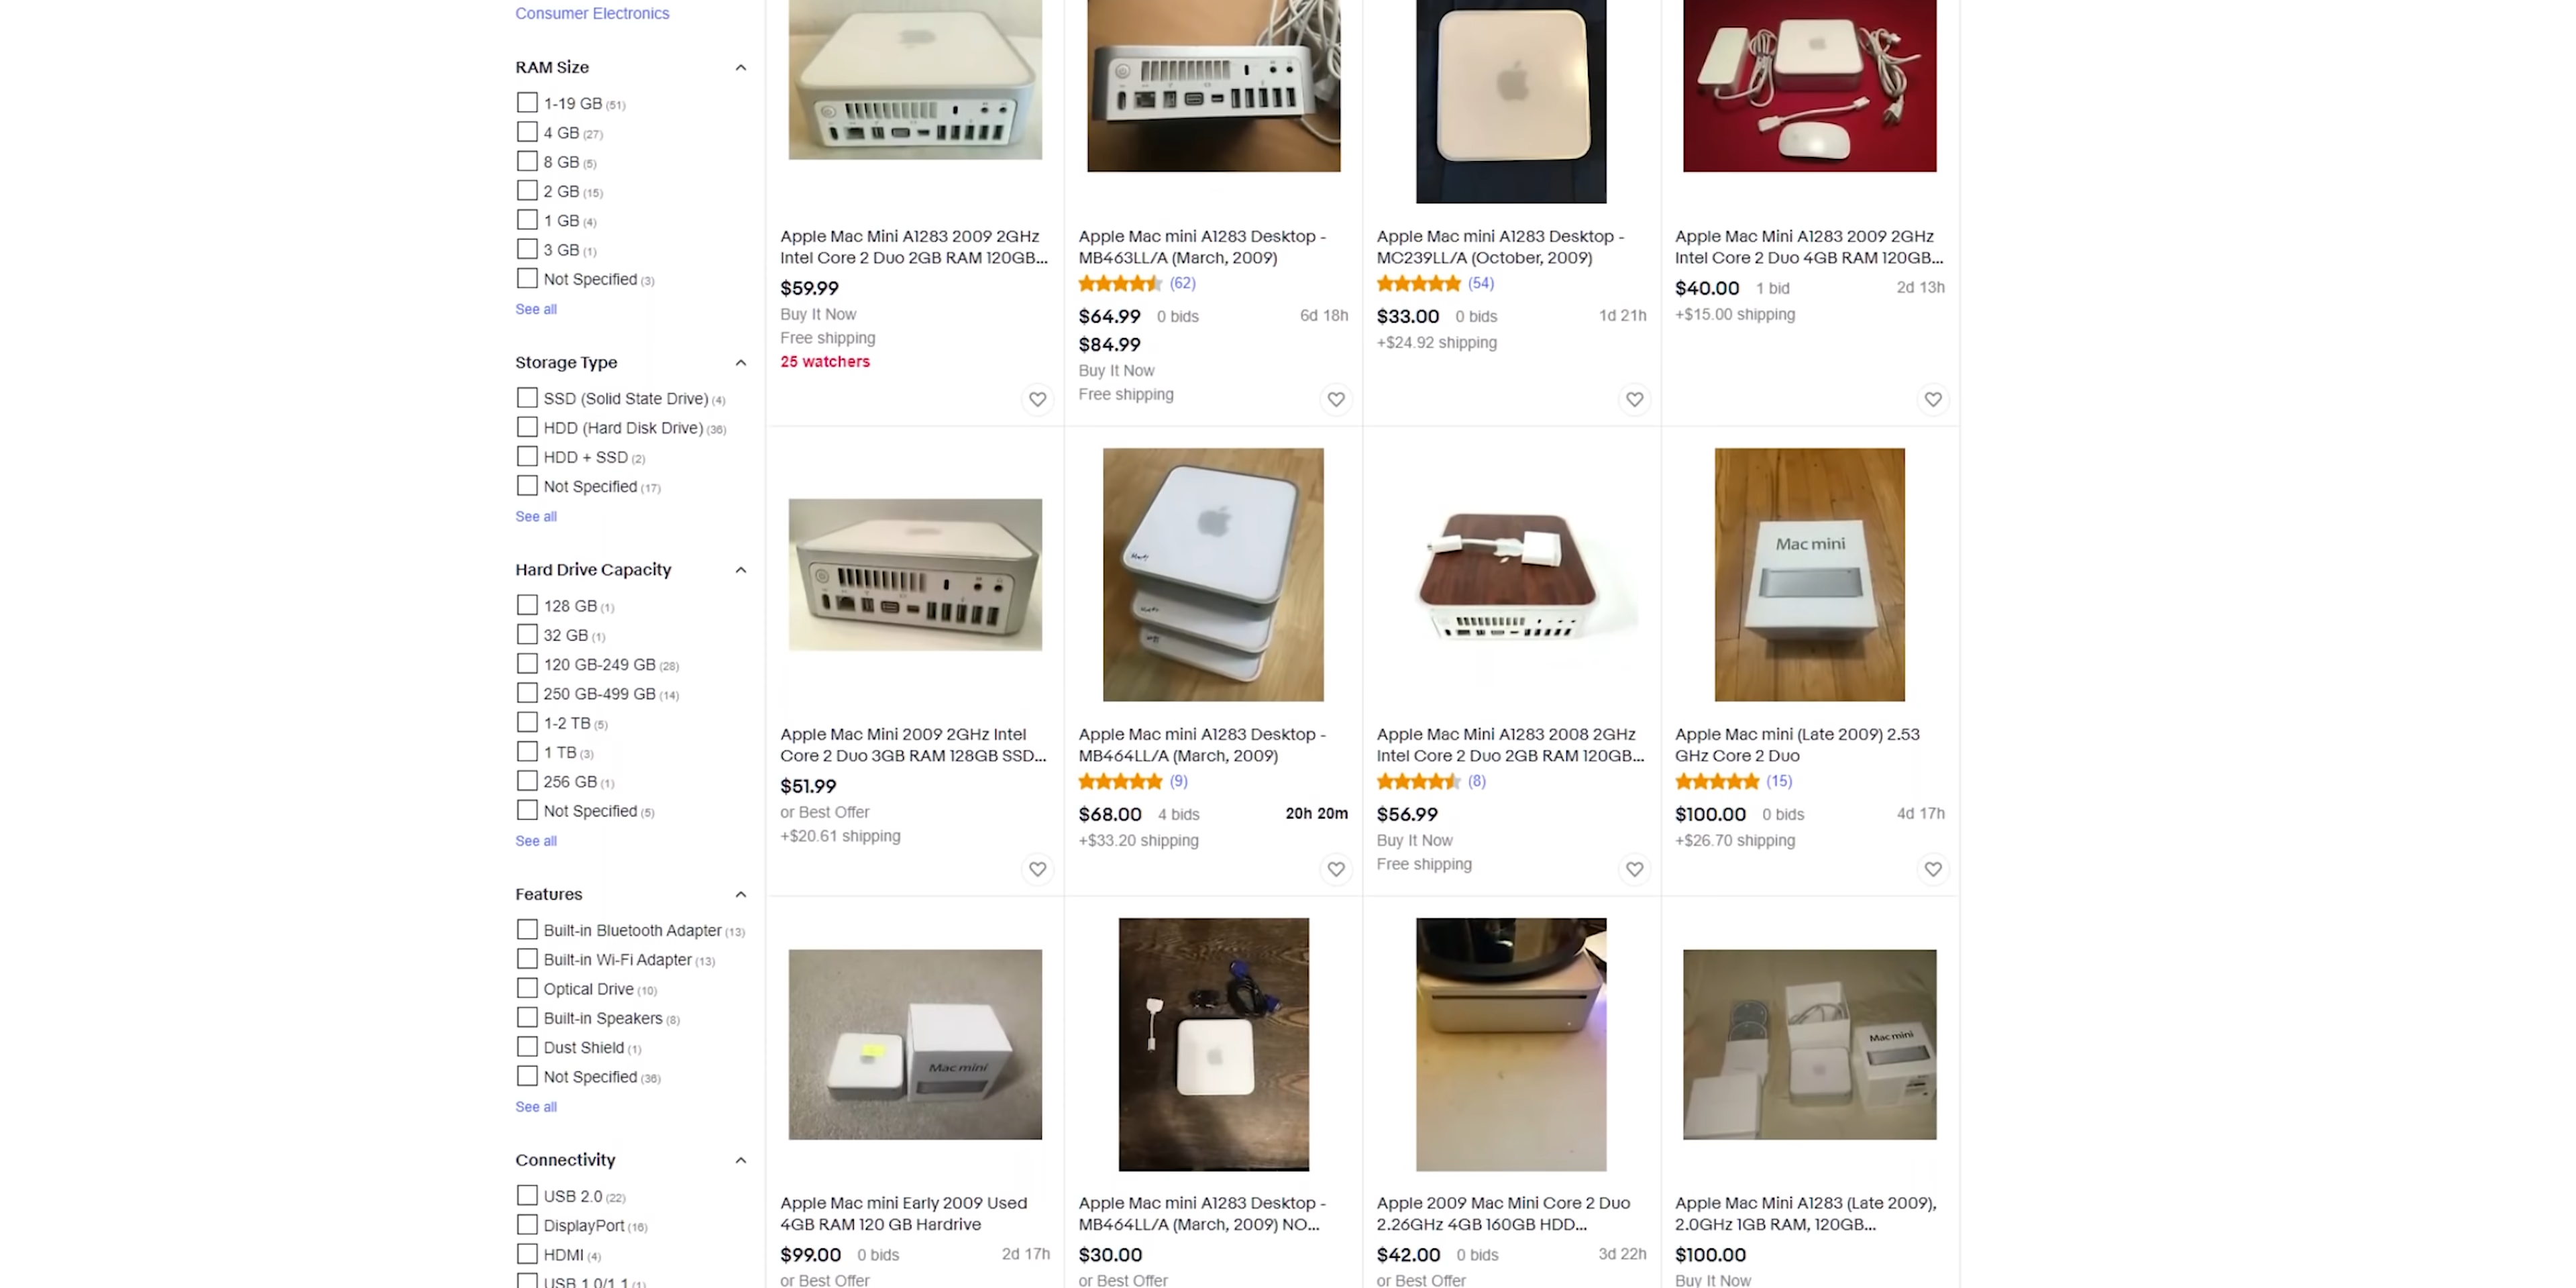 Consumer Electronics
RAM Size
1-19 GB (51)
4 GB (27)
8 GB (5)
2 GB (15)
1 GB (4)
3 GB (1)
Not Specified (3)
See all
Storage Type
SSD (Solid State Drive) (4)
HDD (Hard Disk Drive) (36)
HDD + SSD (2)
Not Specified (17)
See all
Hard Drive Capacity
128 GB (1)
32 GB (1)
120 GB-249 GB (28)
250 GB-499 GB (14)
1-2 TB (5)
1 TB (3)
256 GB (1)
Not Specified (5)
See all
Features
Built-in Bluetooth Adapter (13)
Built-in Wi-Fi Adapter (13)
Optical Drive (10)
Built-in Speakers (8)
Dust Shield (1)
Not Specified (36)
See all
Connectivity
USB 2.0 (22)
DisplayPort (16)
HDMI (4)
USB 1.0/1.1 (1)
Apple Mac Mini A1283 2009 2GHz
Intel Core 2 Duo 2GB RAM 120GB...
$59.99
Buy It Now
Free shipping
25 watchers
Apple Mac mini A1283 Desktop -
MB463LL/A (March, 2009)
(62)
$64.99 0 bids 6d 18h
$84.99
Buy It Now
Free shipping
Apple Mac mini A1283 Desktop -
MC239LL/A (October, 2009)
(54)
$33.00 0 bids 1d 21h
+$24.92 shipping
Apple Mac Mini A1283 2009 2GHz
Intel Core 2 Duo 4GB RAM 120GB...
$40.00 1 bid 2d 13h
+$15.00 shipping
Apple Mac Mini 2009 2GHz Intel
Core 2 Duo 3GB RAM 128GB SSD...
$51.99
or Best Offer
+$20.61 shipping
Apple Mac mini A1283 Desktop -
MB464LL/A (March, 2009)
(9)
$68.00 4 bids 20h 20m
+$33.20 shipping
Apple Mac Mini A1283 2008 2GHz
Intel Core 2 Duo 2GB RAM 120GB...
(8)
$56.99
Buy It Now
Free shipping
Mac mini
Apple Mac mini (Late 2009) 2.53
GHz Core 2 Duo
(15)
$100.00 0 bids 4d 17h
+$26.70 shipping
Mac mini
Apple Mac mini Early 2009 Used
4GB RAM 120 GB Hardrive
$99.00 0 bids 2d 17h
or Best Offer
Apple Mac mini A1283 Desktop -
MB464LL/A (March, 2009) NO...
$30.00
or Best Offer
Apple 2009 Mac Mini Core 2 Duo
2.26GHz 4GB 160GB HDD...
$42.00 0 bids 3d 22h
or Best Offer
Mac mini
Apple Mac Mini A1283 (Late 2009),
2.0GHz 1GB RAM, 120GB...
$100.00
Buy It Now